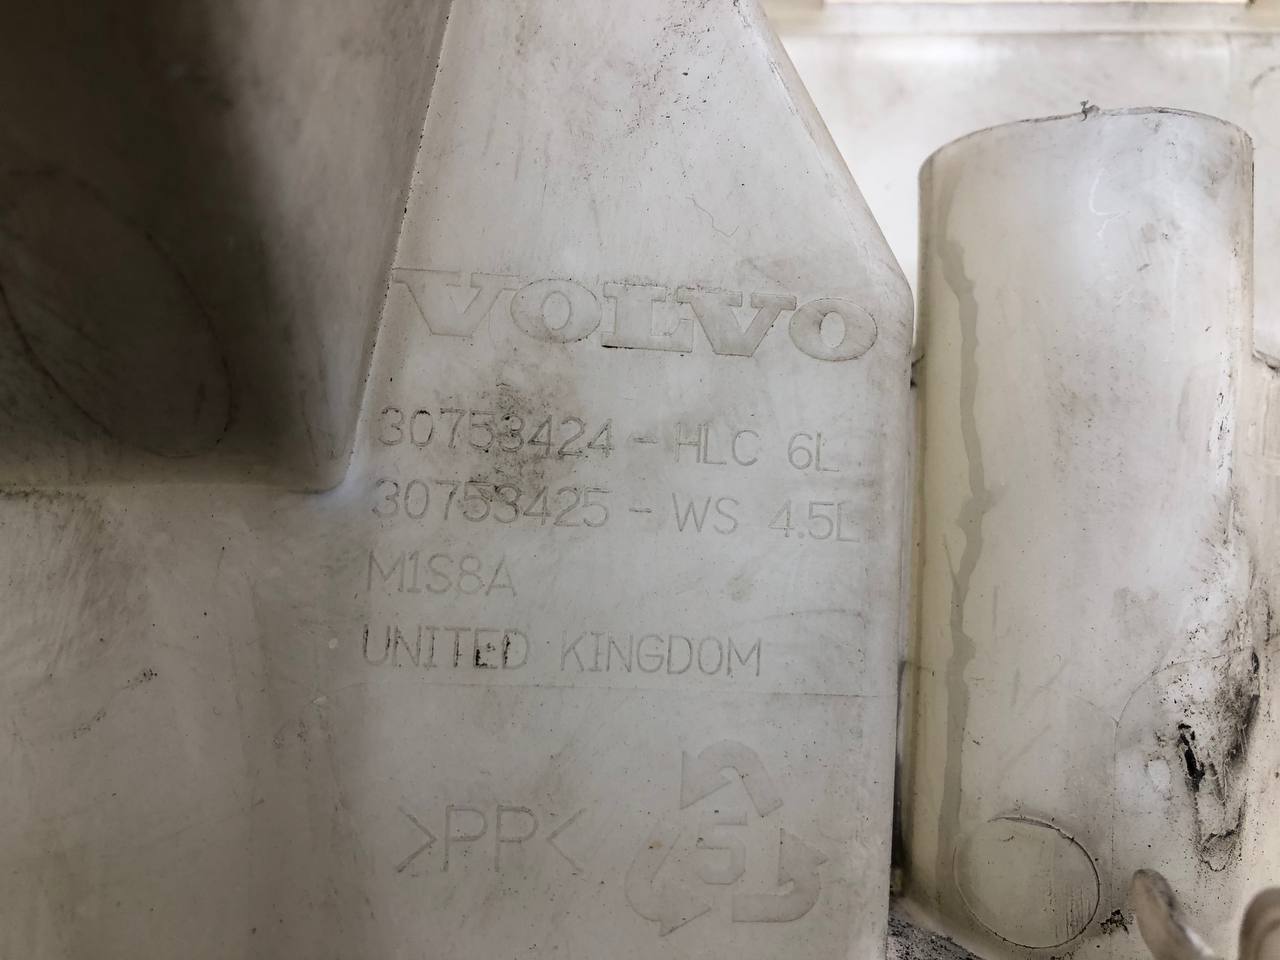 VOLVO
30753424 - HLC 6L
30753425 - WS 4.5L
M1S8A
UNITED KINGDOM
>PP<
5